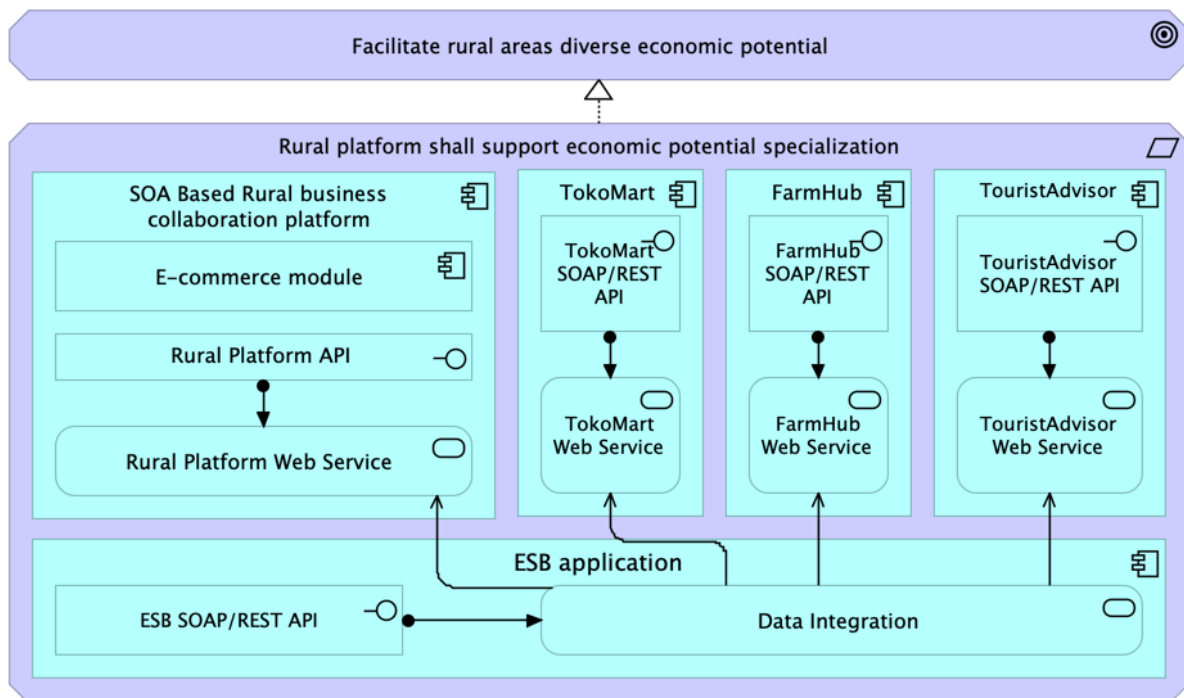 Facilitate rural areas diverse economic potential
Rural platform shall support economic potential specialization
SOA Based Rural business
collaboration platform
E-commerce module
Rural Platform API
Rural Platform Web Service
TokoMart
TokoMart
SOAP/REST
API
TokoMart
Web Service
FarmHub
FarmHub
SOAP/REST
API
FarmHub
Web Service
TouristAdvisor
TouristAdvisor
SOAP/REST API
TouristAdvisor
Web Service
ESB application
ESB SOAP/REST API
Data Integration